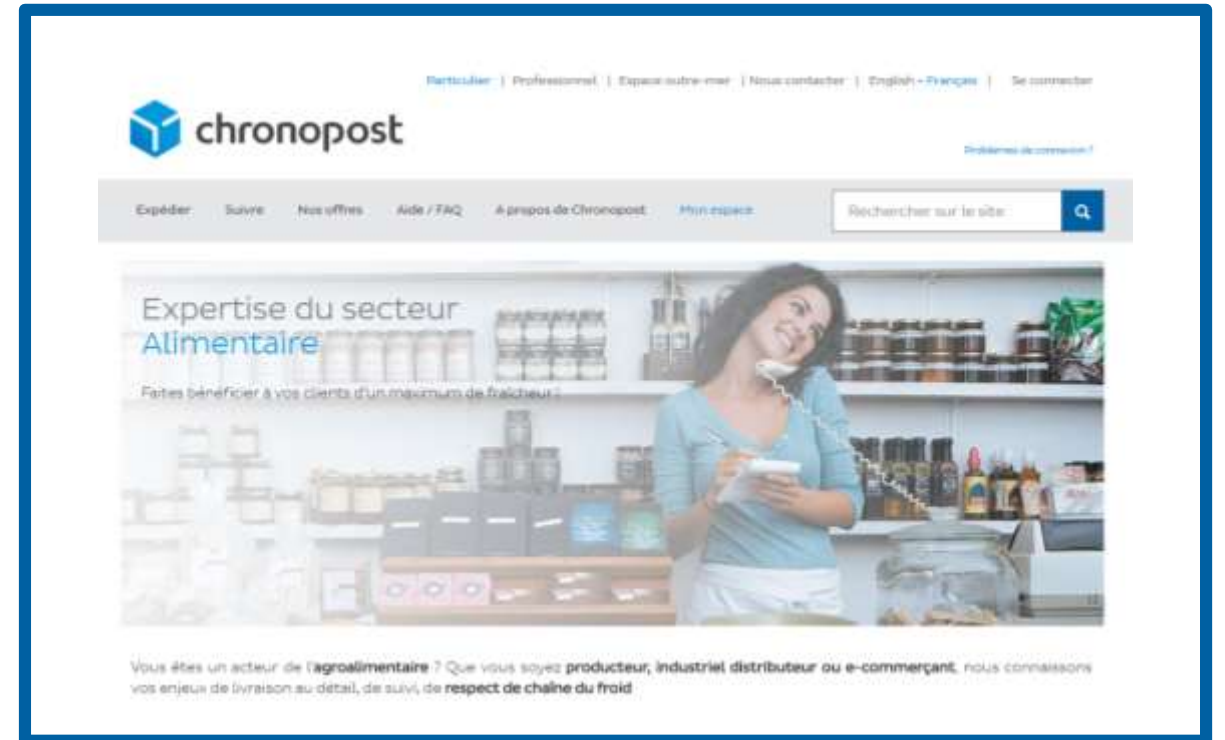 Particulier | Professionnel | Espace outre-mer | Nous contacter | English - Français | Se connecter
chronopost
Problèmes de connexion ?
Expédier Suivre Nos offres Aide / FAQ A propos de Chronopost Mon espace Rechercher sur le site
Expertise du secteur
Alimentaire
Faites bénéficier à vos clients d'un maximum de fraîcheur !
Vous êtes un acteur de l'agroalimentaire ? Que vous soyez producteur, industriel distributeur ou e-commerçant, nous connaissons
vos enjeux de livraison au détail, de suivi, de respect de chaîne du froid